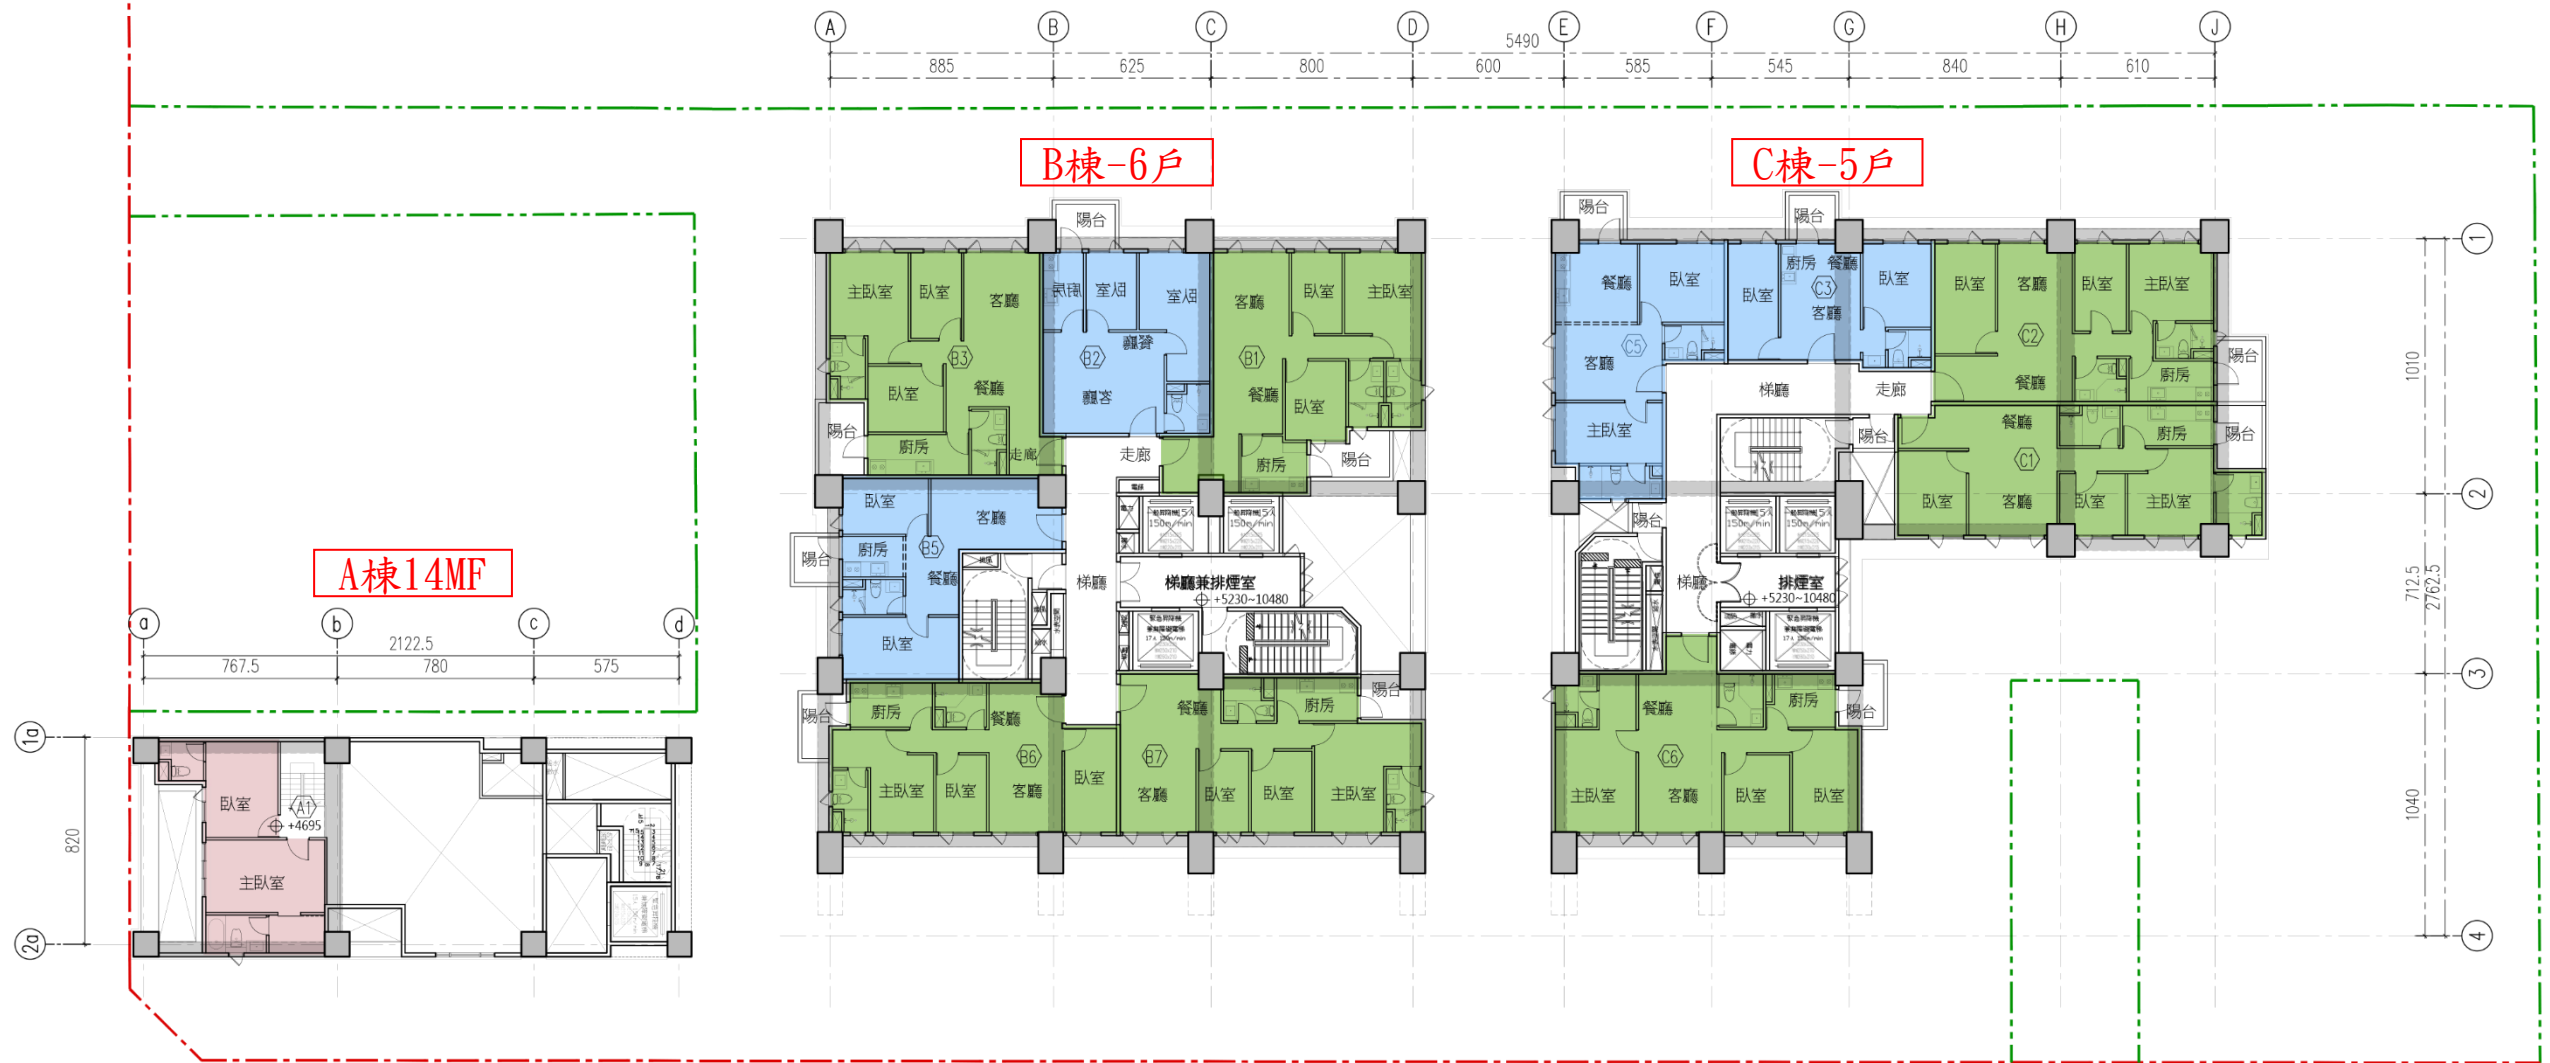 A B C D E F G H J
5490
885 625 800 600 585 545 840 610
B棟-6戶
C棟-5戶
陽台
陽台
陽台
1
主臥室 臥室 客廳
B3
臥室 餐廳
陽台
廚房
走廊
臥室
臥室
B2
餐廳
客廳
走廊
客廳 臥室 主臥室
B1
餐廳 臥室
廚房
陽台
餐廳 臥室
客廳
C5
主臥室
臥室 廚房 餐廳 臥室
C3
客廳
梯廳 走廊
陽台
臥室 客廳 臥室 主臥室
C2
餐廳
廚房
陽台
餐廳
廚房
陽台
C1
臥室 客廳 臥室 主臥室
1010
2
臥室 客廳
廚房
B5
餐廳
臥室
陽台
150m/min 150m/min
梯廳
梯廳兼排煙室
+5230~10480
陽台
150m/min 150m/min
梯廳
排煙室
+5230~10480
712.5
2762.5
3
A棟14MF
a b c d
2122.5
767.5 780 575
陽台
廚房
餐廳
B6
主臥室 臥室 客廳 臥室
餐廳
廚房
陽台
B7
客廳 臥室 臥室 主臥室
餐廳
廚房
陽台
C6
主臥室 客廳 臥室 臥室
1040
4
1a
臥室
A1
+4695
主臥室
820
2a